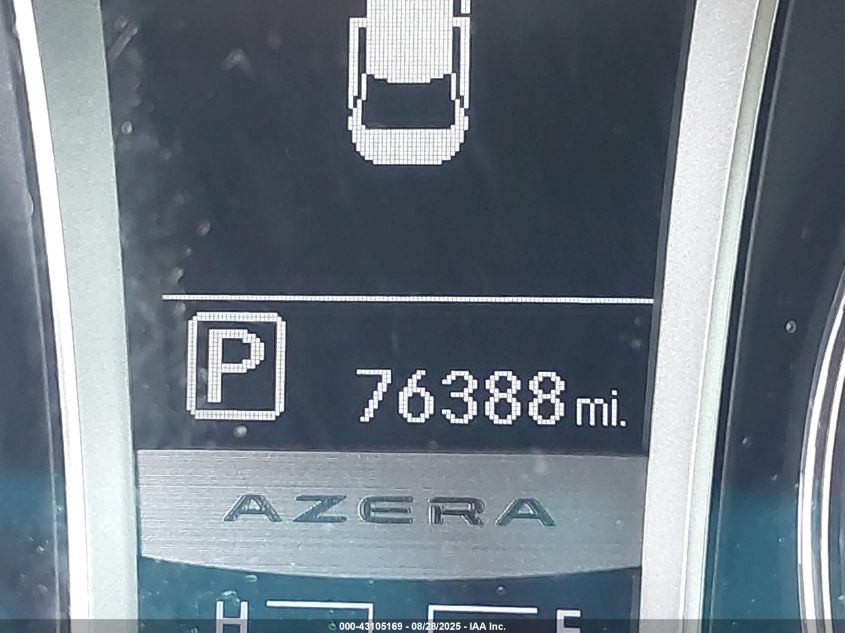 P
76388 mi.
AZERA
H F
000-43105169 - 08/28/2025 - IAA Inc.